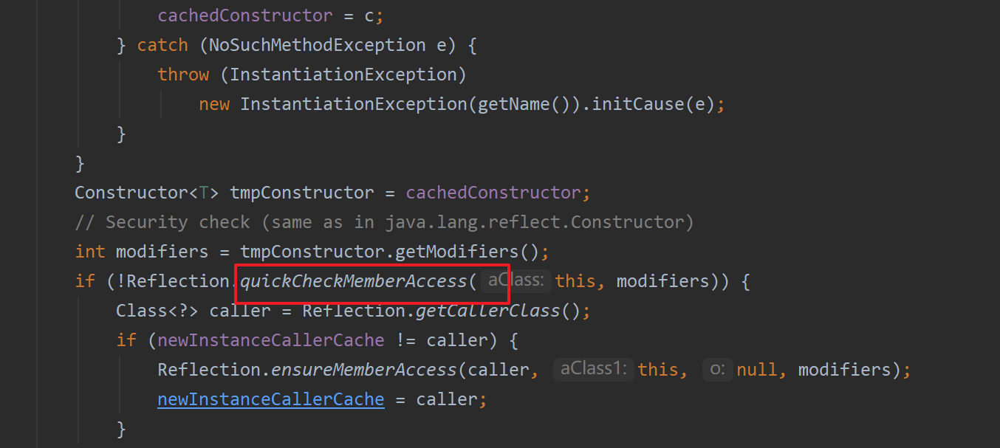 cachedConstructor = c;
} catch (NoSuchMethodException e) {
throw (InstantiationException)
new InstantiationException(getName()).initCause(e);
}
}
Constructor<T> tmpConstructor = cachedConstructor;
// Security check (same as in java.lang.reflect.Constructor)
int modifiers = tmpConstructor.getModifiers();
if (!Reflection.quickCheckMemberAccess( aClass: this, modifiers)) {
Class<?> caller = Reflection.getCallerClass();
if (newInstanceCallerCache != caller) {
Reflection.ensureMemberAccess(caller, aClass1: this, o: null, modifiers);
newInstanceCallerCache = caller;
}